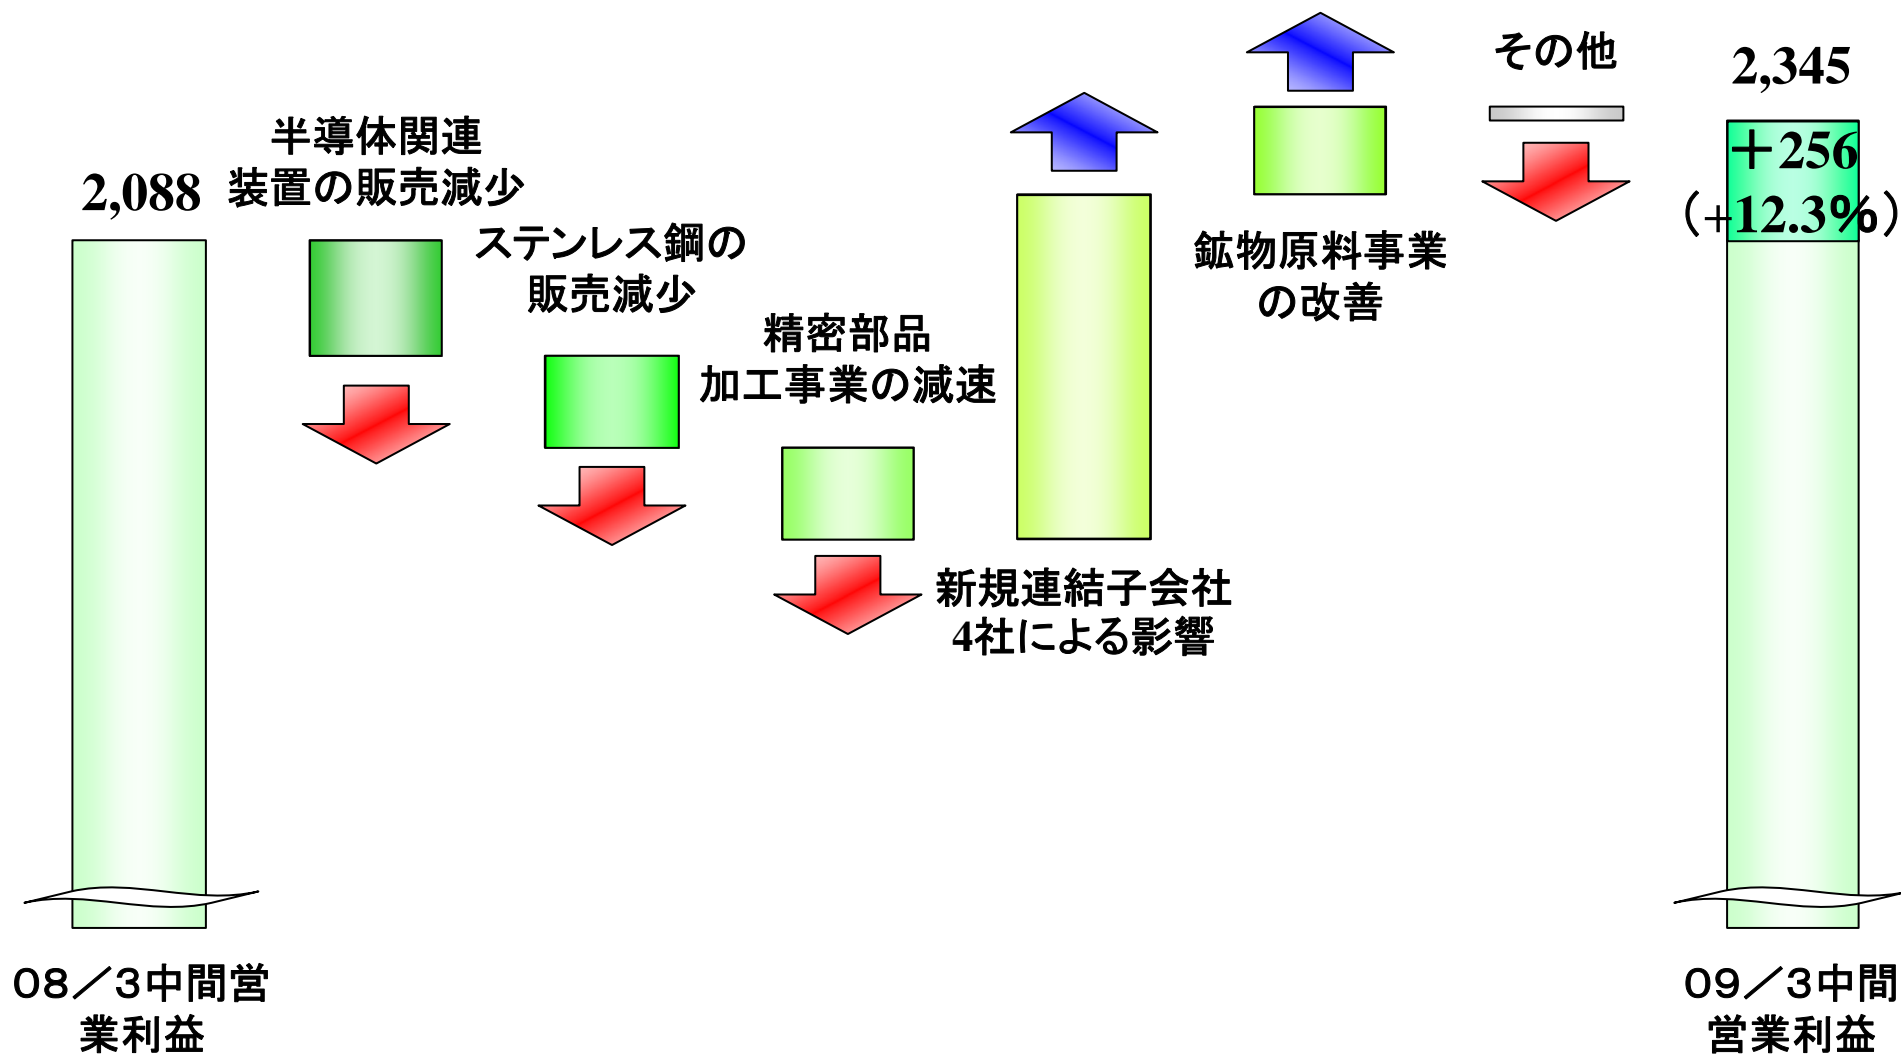 2,088
半導体関連
装置の販売減少
ステンレス鋼の
販売減少
精密部品
加工事業の減速
新規連結子会社
4社による影響
鉱物原料事業
の改善
その他
2,345
＋256
（+12.3%）
０８／３中間営
業利益
０９／３中間
営業利益